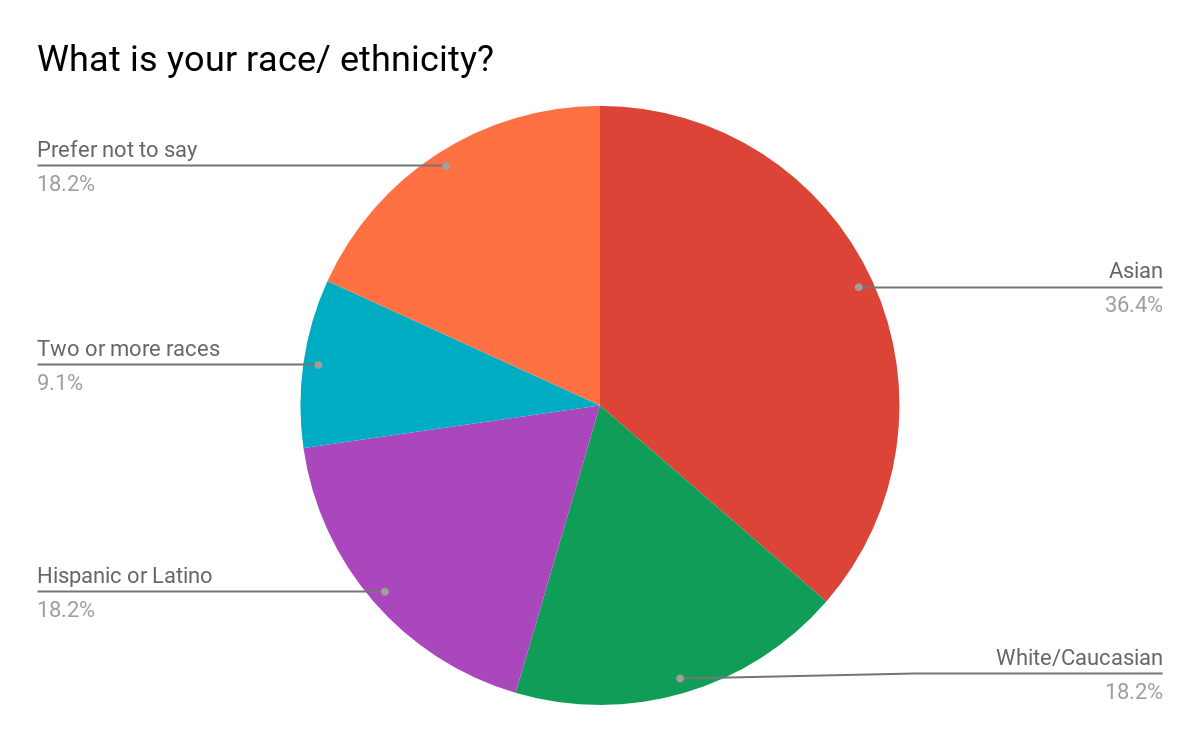 What is your race/ ethnicity?
Prefer not to say
18.2%
Asian
36.4%
Two or more races
9.1%
Hispanic or Latino
18.2%
White/Caucasian
18.2%